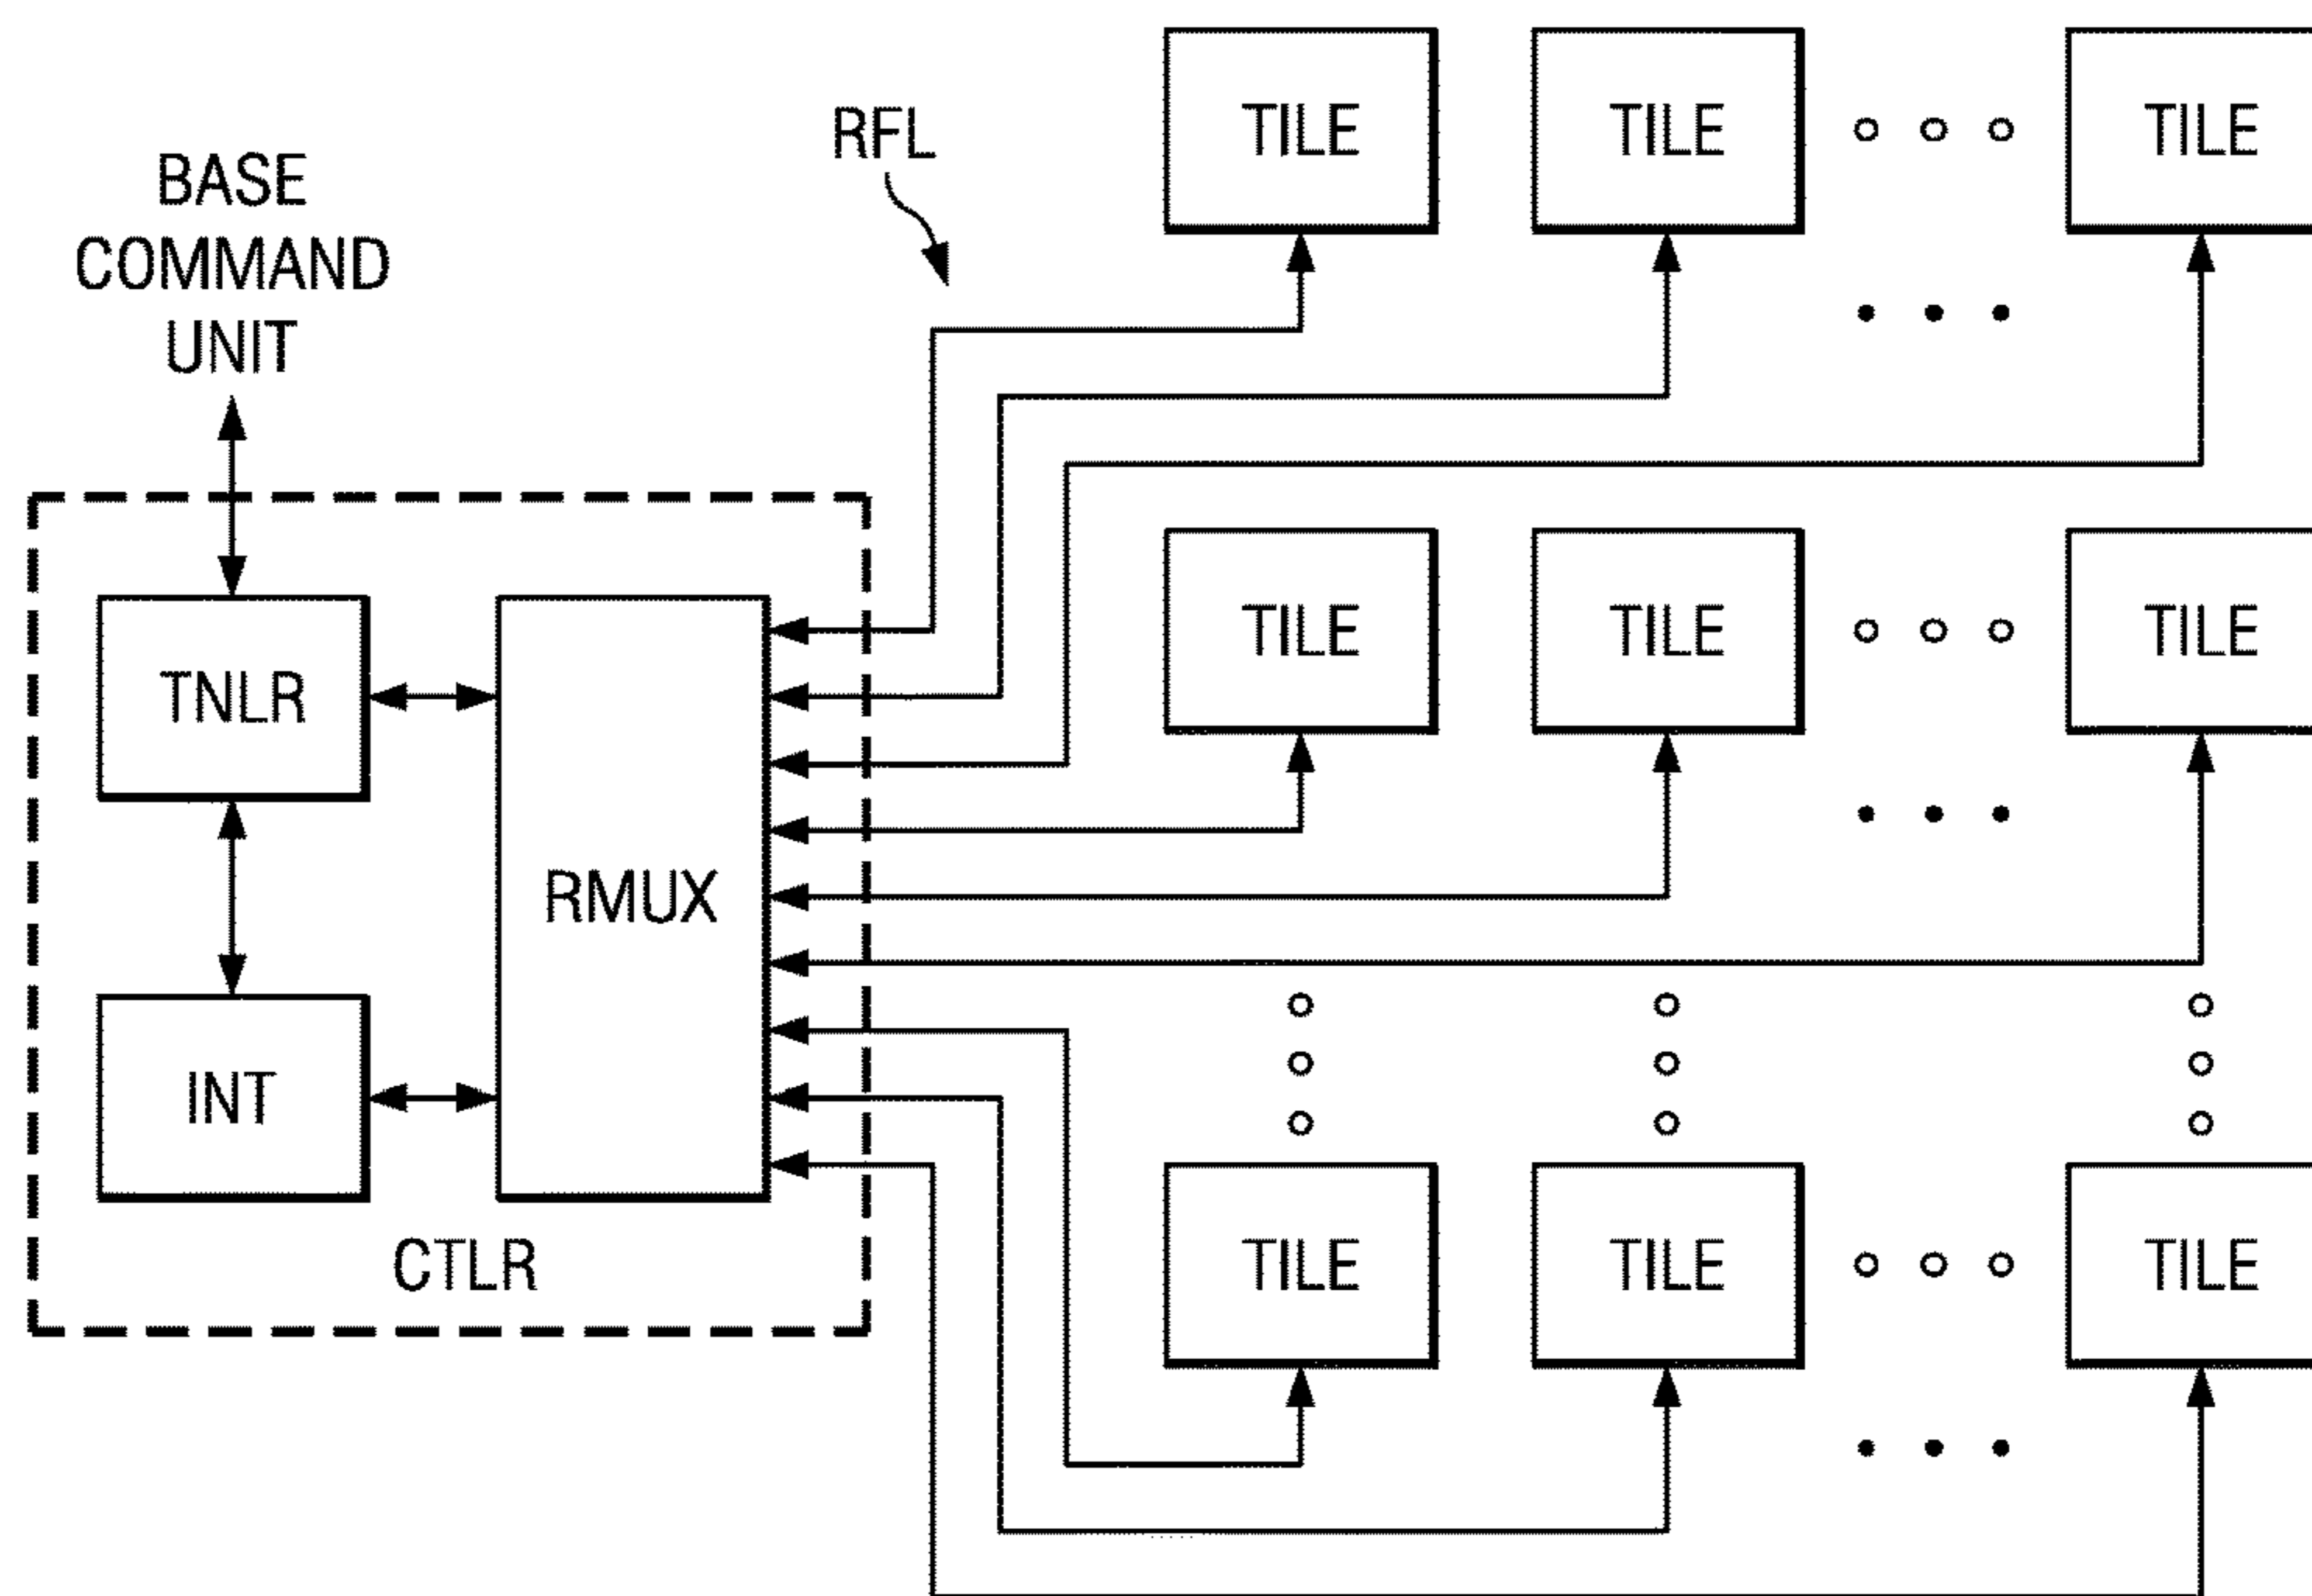 RFL
TILE
TILE
TILE
BASE
COMMAND
UNIT
TILE
TILE
TILE
TNLR
RMUX
INT
TILE
TILE
TILE
CTLR